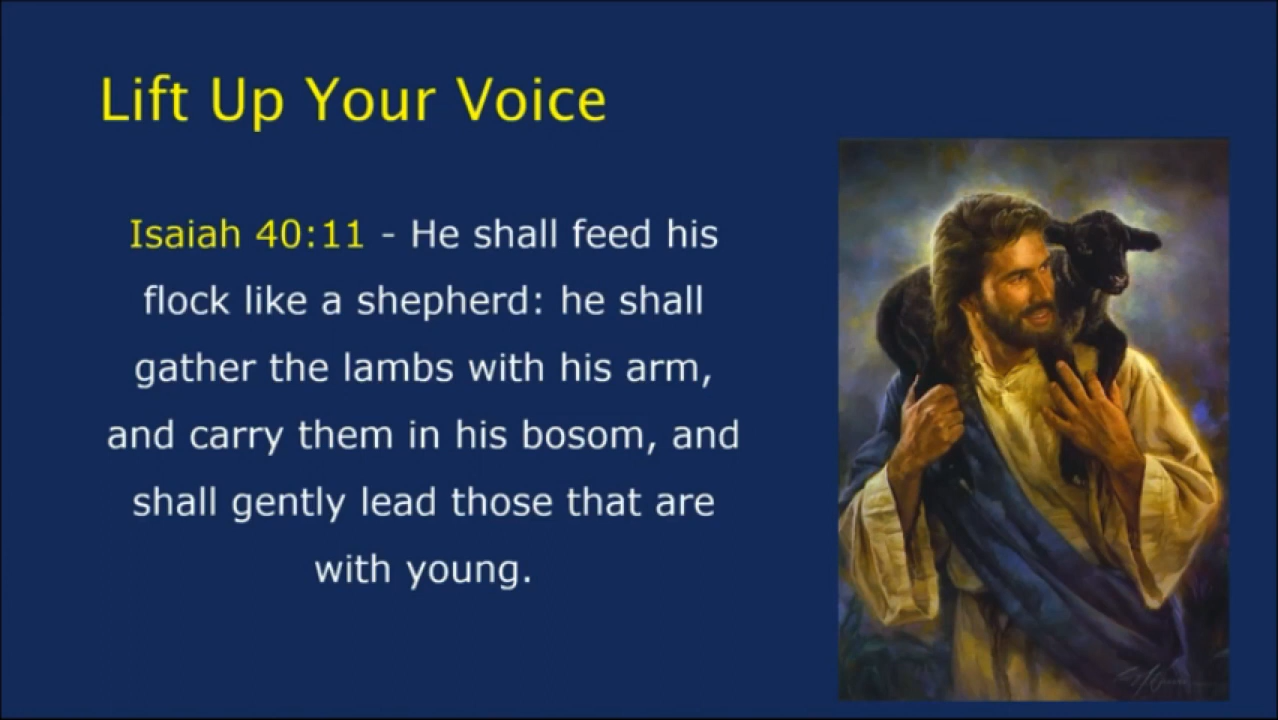 Lift Up Your Voice
Isaiah 40:11 - He shall feed his
flock like a shepherd: he shall
gather the lambs with his arm,
and carry them in his bosom, and
shall gently lead those that are
with young.